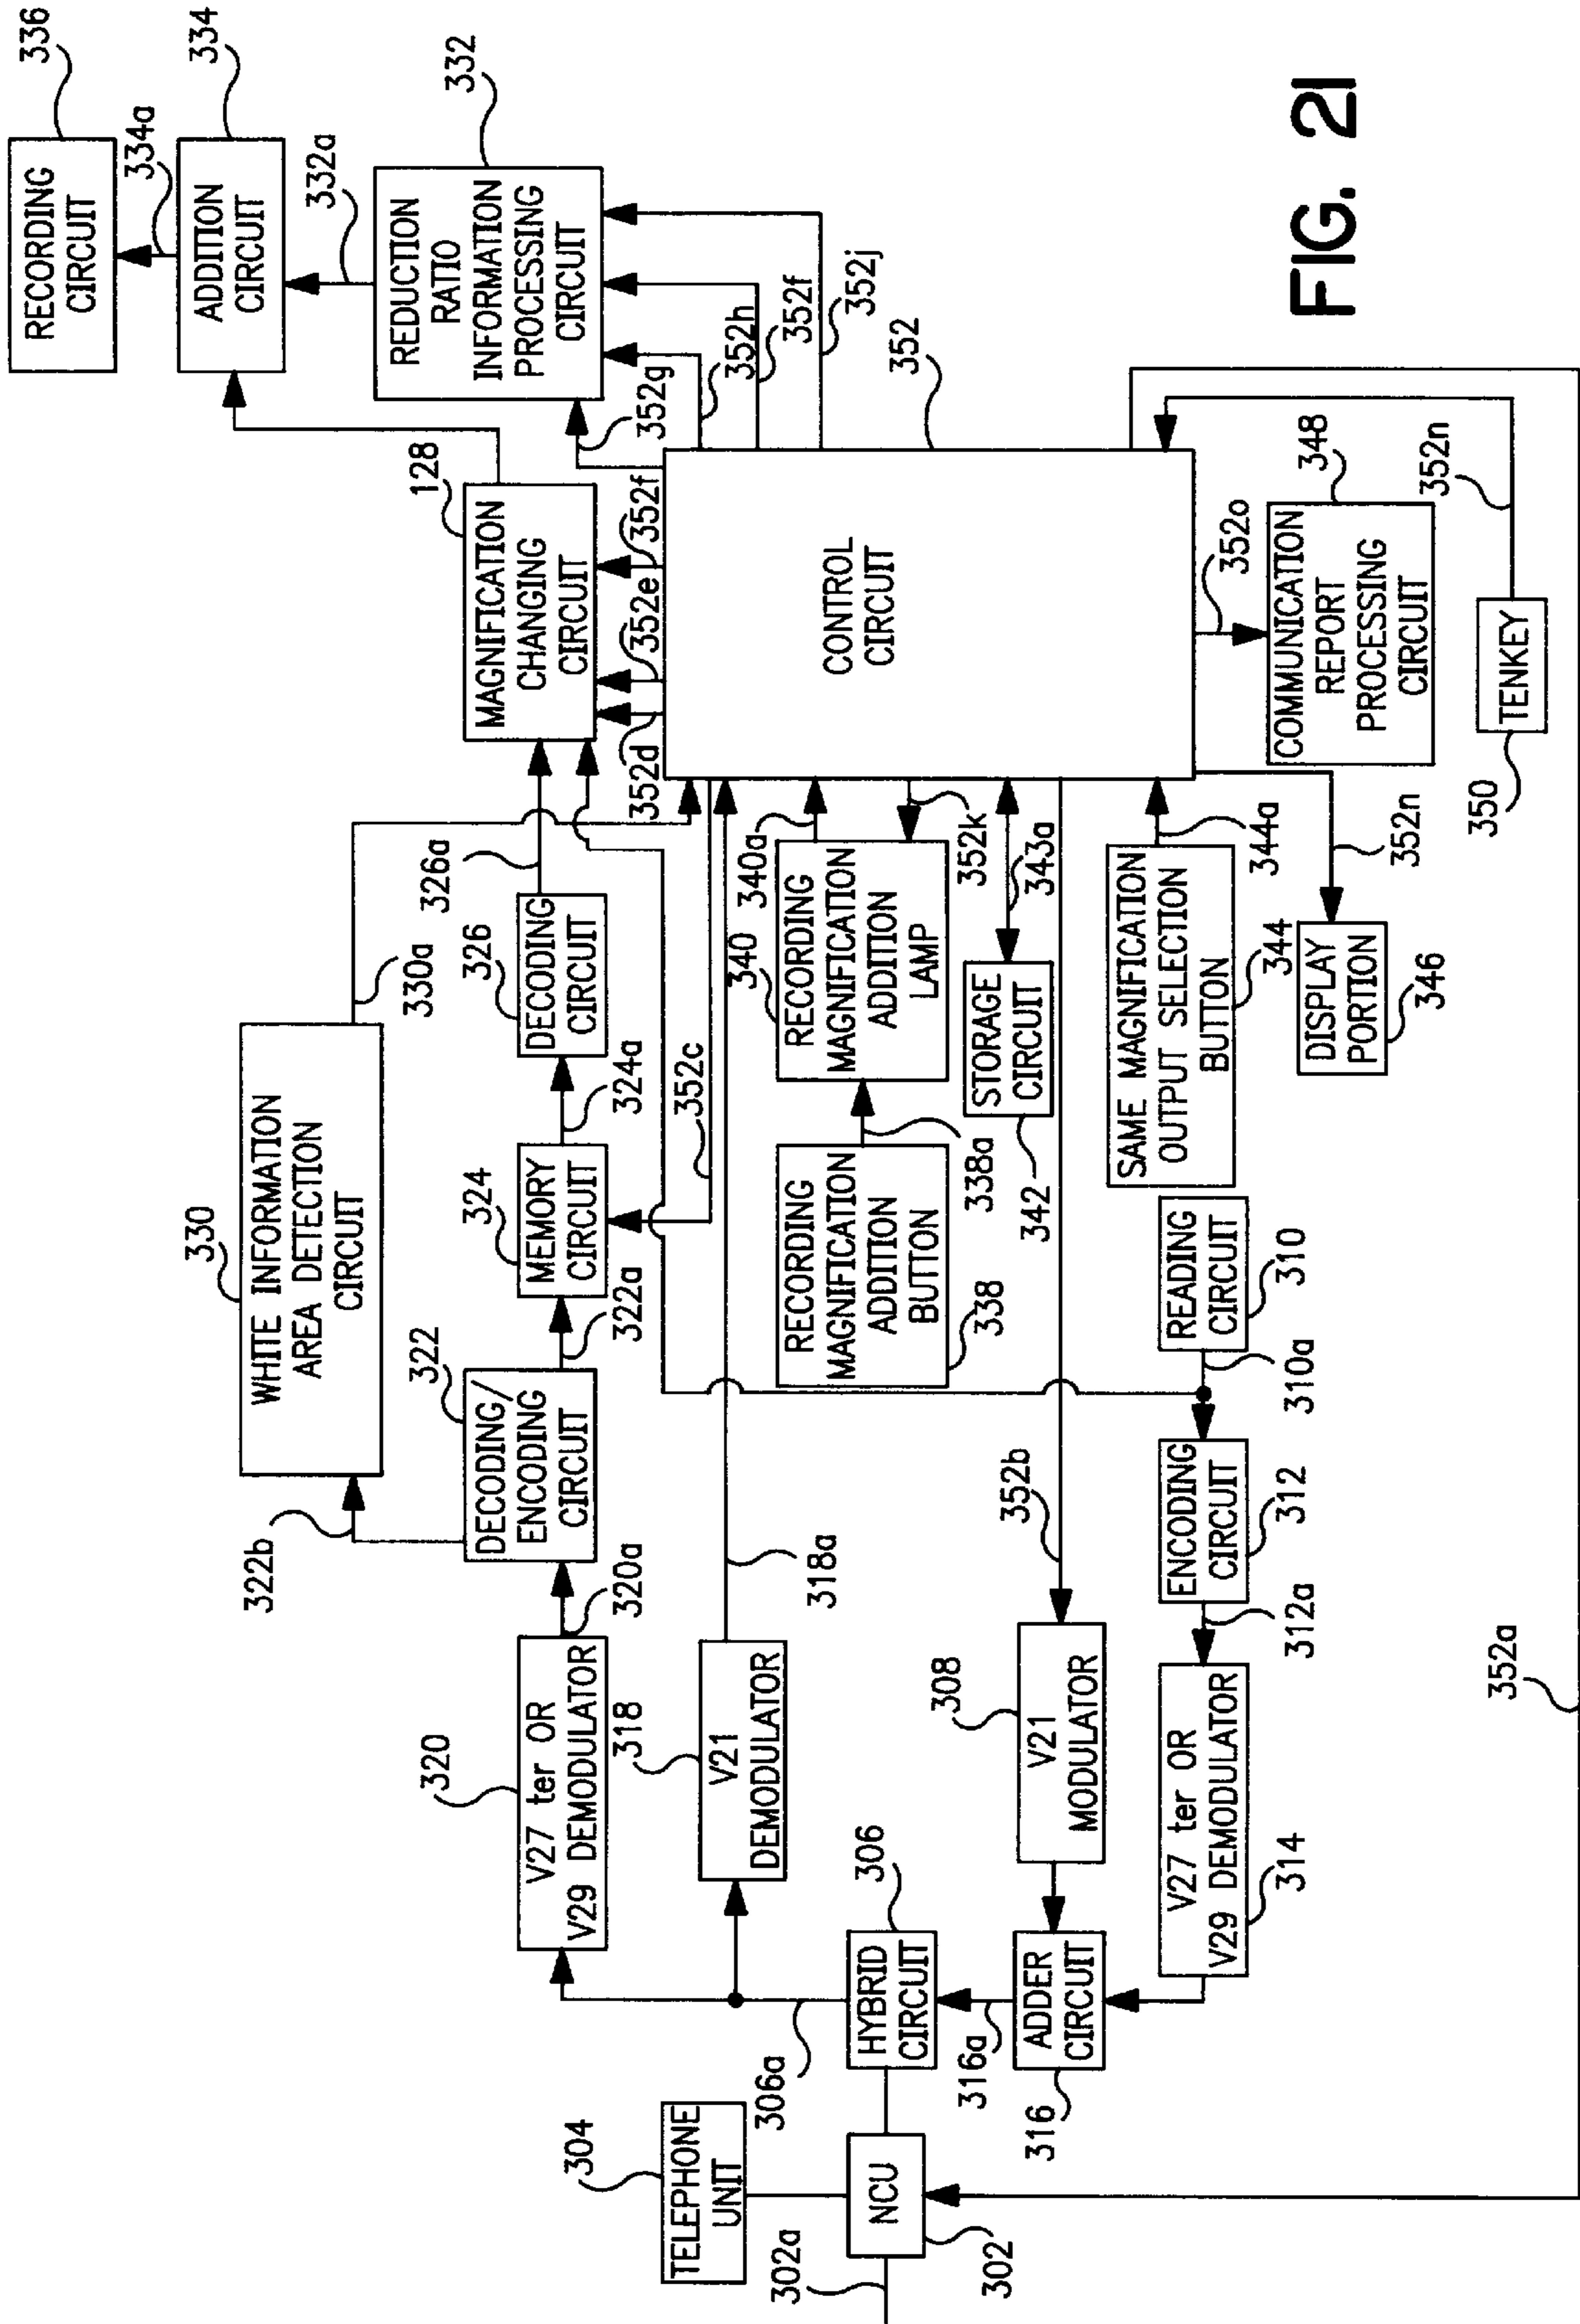 336
RECORDING
CIRCUIT
334a
334
ADDITION
CIRCUIT
332a
332
REDUCTION
RATIO
INFORMATION
PROCESSING
CIRCUIT
352g
352h
352f
352j
128
MAGNIFICATION
CHANGING
CIRCUIT
352d
352e
352f
352
CONTROL
CIRCUIT
330
WHITE INFORMATION
AREA DETECTION
CIRCUIT
330a
322b
326a
326
DECODING
CIRCUIT
324a
324
MEMORY
CIRCUIT
322a
322
DECODING/
ENCODING
CIRCUIT
320a
320
V27 ter OR
V29 DEMODULATOR
352c
318
V21
DEMODULATOR
318a
340a
340
RECORDING
MAGNIFICATION
ADDITION
LAMP
352k
338a
RECORDING
MAGNIFICATION
ADDITION
BUTTON
338
343a
STORAGE
CIRCUIT
342
352b
308
V21
MODULATOR
344a
SAME MAGNIFICATION
OUTPUT SELECTION
BUTTON
344
352n
DISPLAY
PORTION
346
352o
348
COMMUNICATION
REPORT
PROCESSING
CIRCUIT
352n
TENKEY
350
READING
CIRCUIT
310
310a
ENCODING
CIRCUIT
312
312a
V27 ter OR
V29 DEMODULATOR
314
306
HYBRID
CIRCUIT
306a
316a
ADDER
CIRCUIT
316
304
TELEPHONE
UNIT
302a
NCU
302
352a
FIG. 21